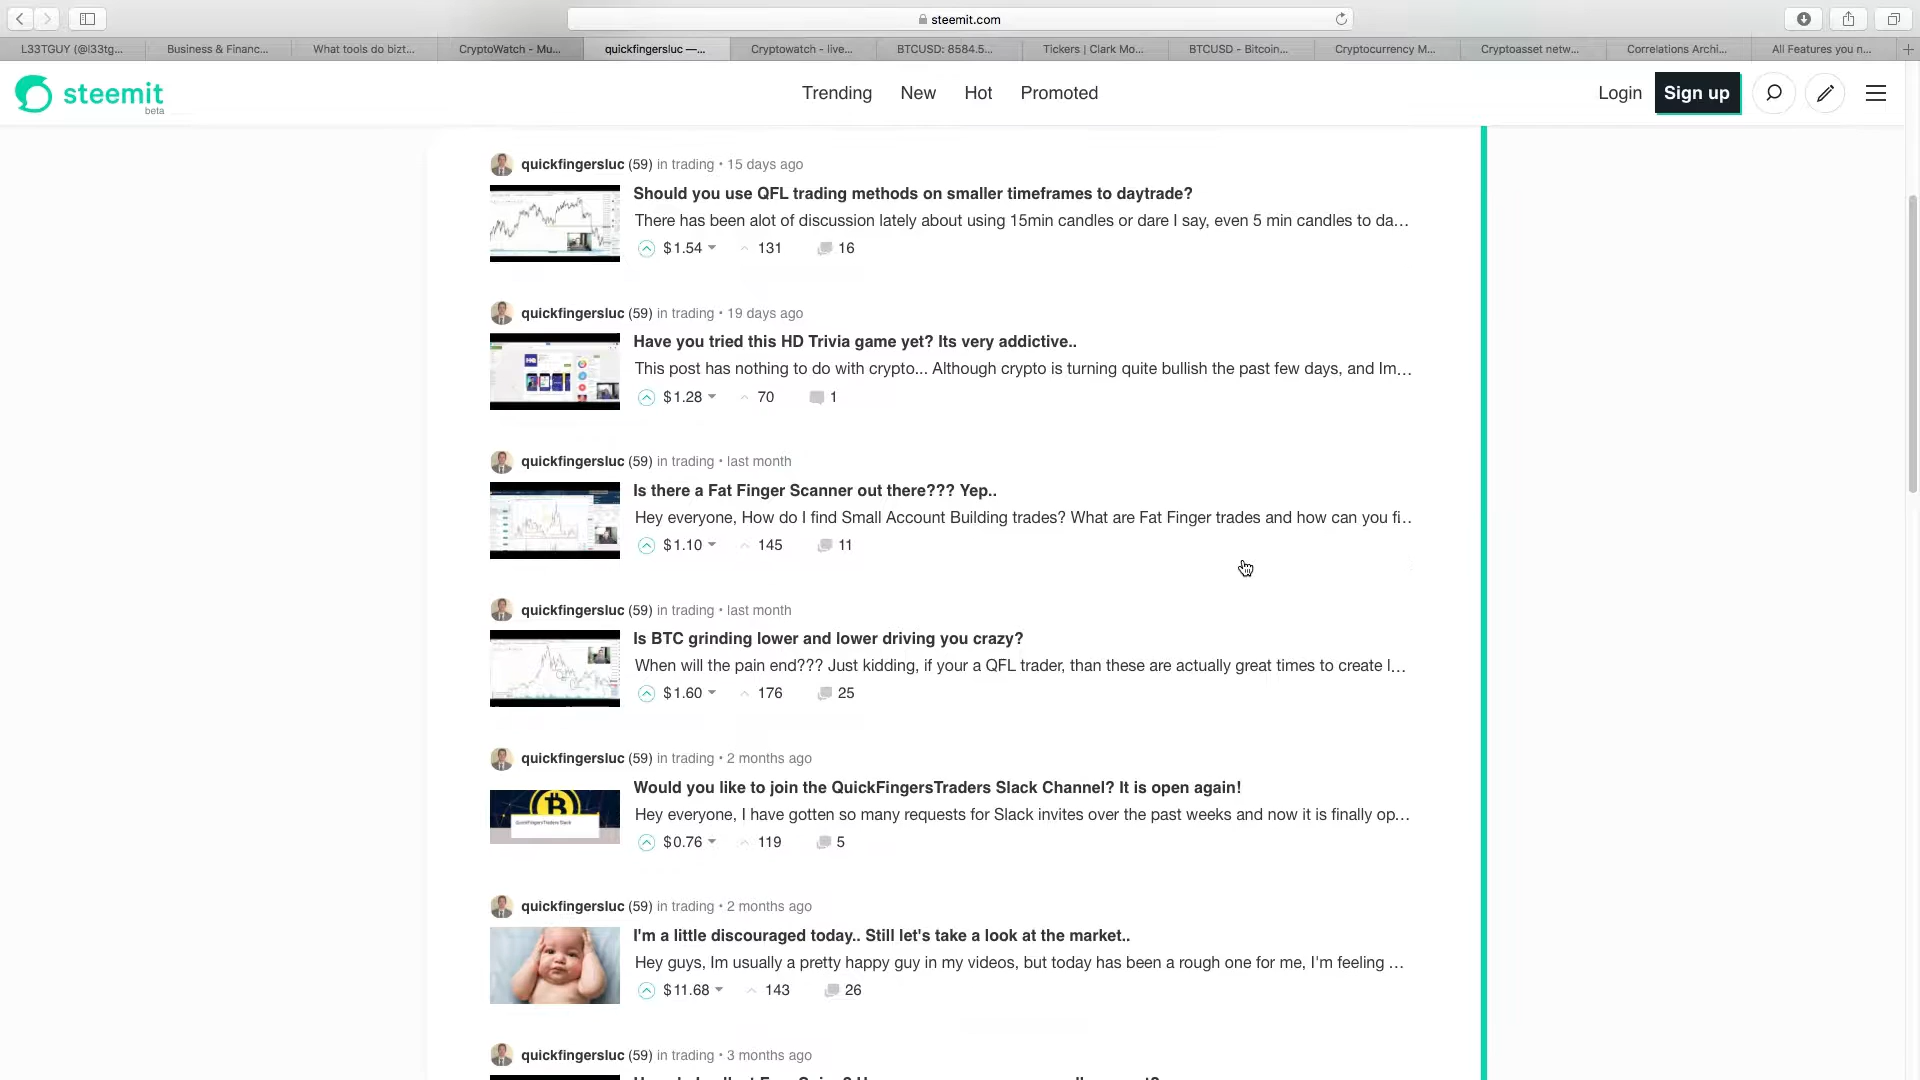 steemit.com
L33TGUY (@l33tg...
Business & Financ...
What tools do bizt...
CryptoWatch - Mu...
quickfingersluc —...
Cryptowatch - live...
BTCUSD: 8584.5...
Tickers | Clark Mo...
BTCUSD - Bitcoin...
Cryptocurrency M...
Cryptoasset netw...
Correlations Archi...
All Features you n...
steemit
beta
Trending
New
Hot
Promoted
Login
Sign up
quickfingersluc (59) in trading • 15 days ago
Should you use QFL trading methods on smaller timeframes to daytrade?
There has been alot of discussion lately about using 15min candles or dare I say, even 5 min candles to da...
$1.54 131 16
quickfingersluc (59) in trading • 19 days ago
Have you tried this HD Trivia game yet? Its very addictive..
This post has nothing to do with crypto... Although crypto is turning quite bullish the past few days, and Im...
$1.28 70 1
quickfingersluc (59) in trading • last month
Is there a Fat Finger Scanner out there??? Yep..
Hey everyone, How do I find Small Account Building trades? What are Fat Finger trades and how can you fi...
$1.10 145 11
quickfingersluc (59) in trading • last month
Is BTC grinding lower and lower driving you crazy?
When will the pain end??? Just kidding, if your a QFL trader, than these are actually great times to create l...
$1.60 176 25
quickfingersluc (59) in trading • 2 months ago
Would you like to join the QuickFingersTraders Slack Channel? It is open again!
QuickFingersTraders Slack
Hey everyone, I have gotten so many requests for Slack invites over the past weeks and now it is finally op...
$0.76 119 5
quickfingersluc (59) in trading • 2 months ago
I'm a little discouraged today.. Still let's take a look at the market..
Hey guys, Im usually a pretty happy guy in my videos, but today has been a rough one for me, I'm feeling ...
$11.68 143 26
quickfingersluc (59) in trading • 3 months ago